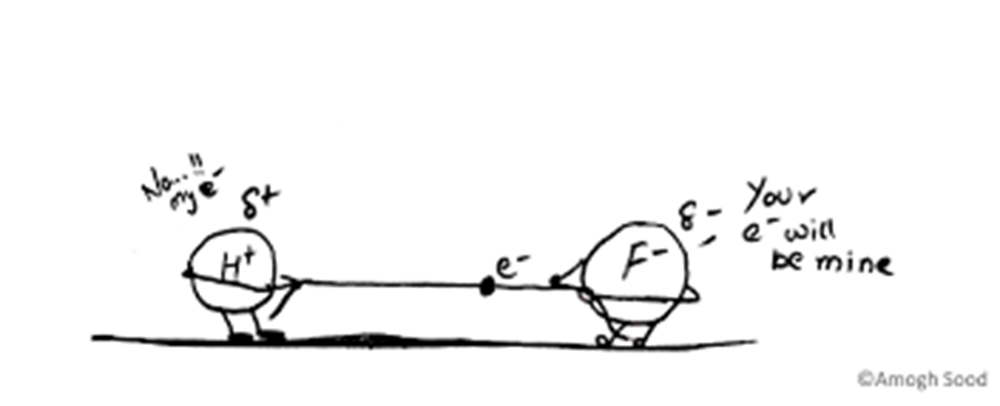 No...!!
my e-
δ+
H+
e-
F-
δ-
Your
e- will
be mine
©Amogh Sood